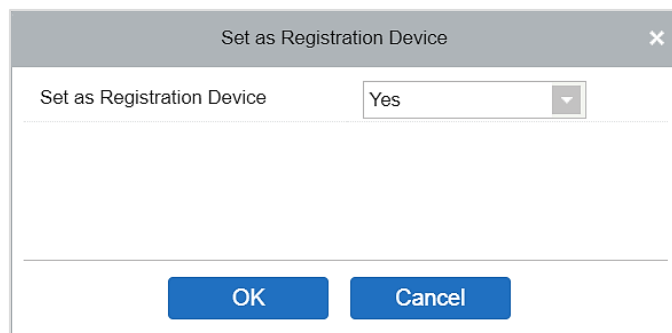 Set as Registration Device
Set as Registration Device Yes
OK Cancel